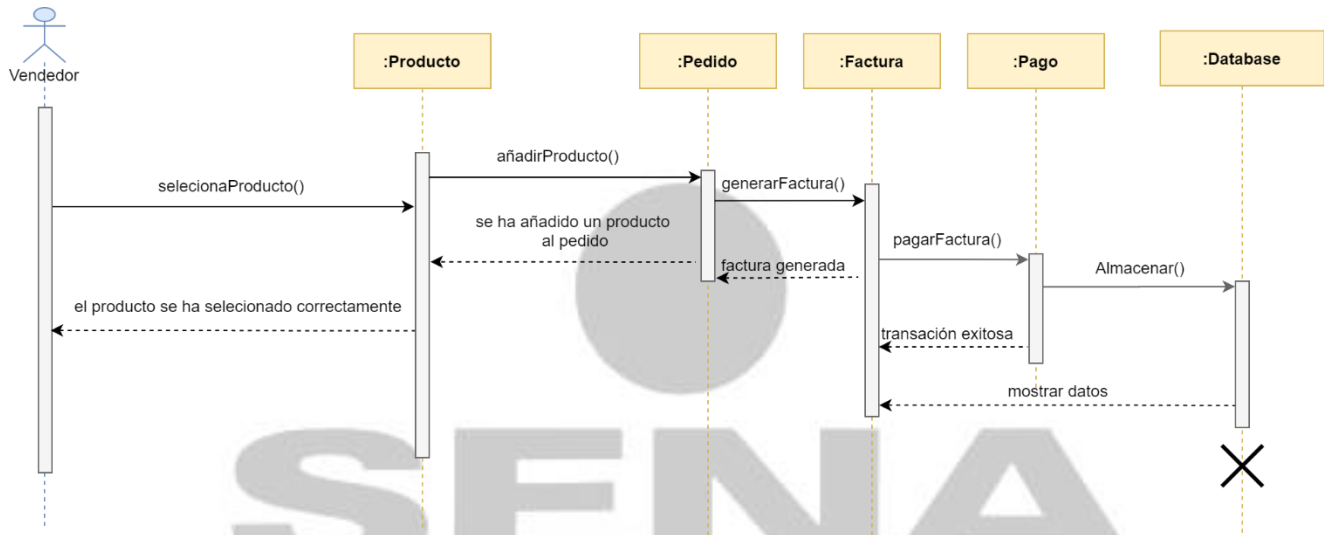 Vendedor
:Producto
:Pedido
:Factura
:Pago
:Database
añadirProducto()
selecionaProducto()
generarFactura()
se ha añadido un producto
al pedido
pagarFactura()
factura generada
Almacenar()
el producto se ha selecionado correctamente
transación exitosa
mostrar datos
SENA